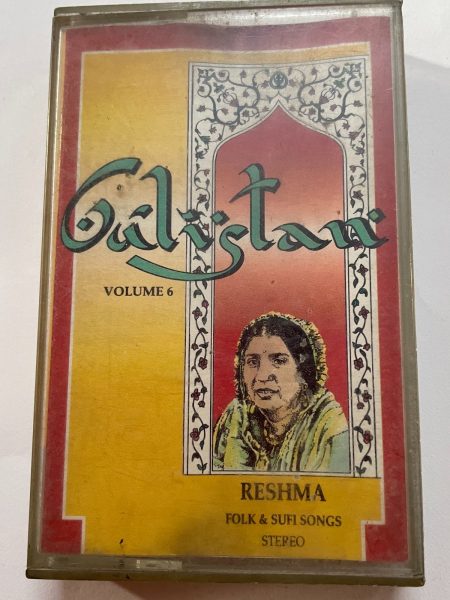 Gulistan
VOLUME 6
RESHMA
FOLK & SUFI SONGS
STEREO